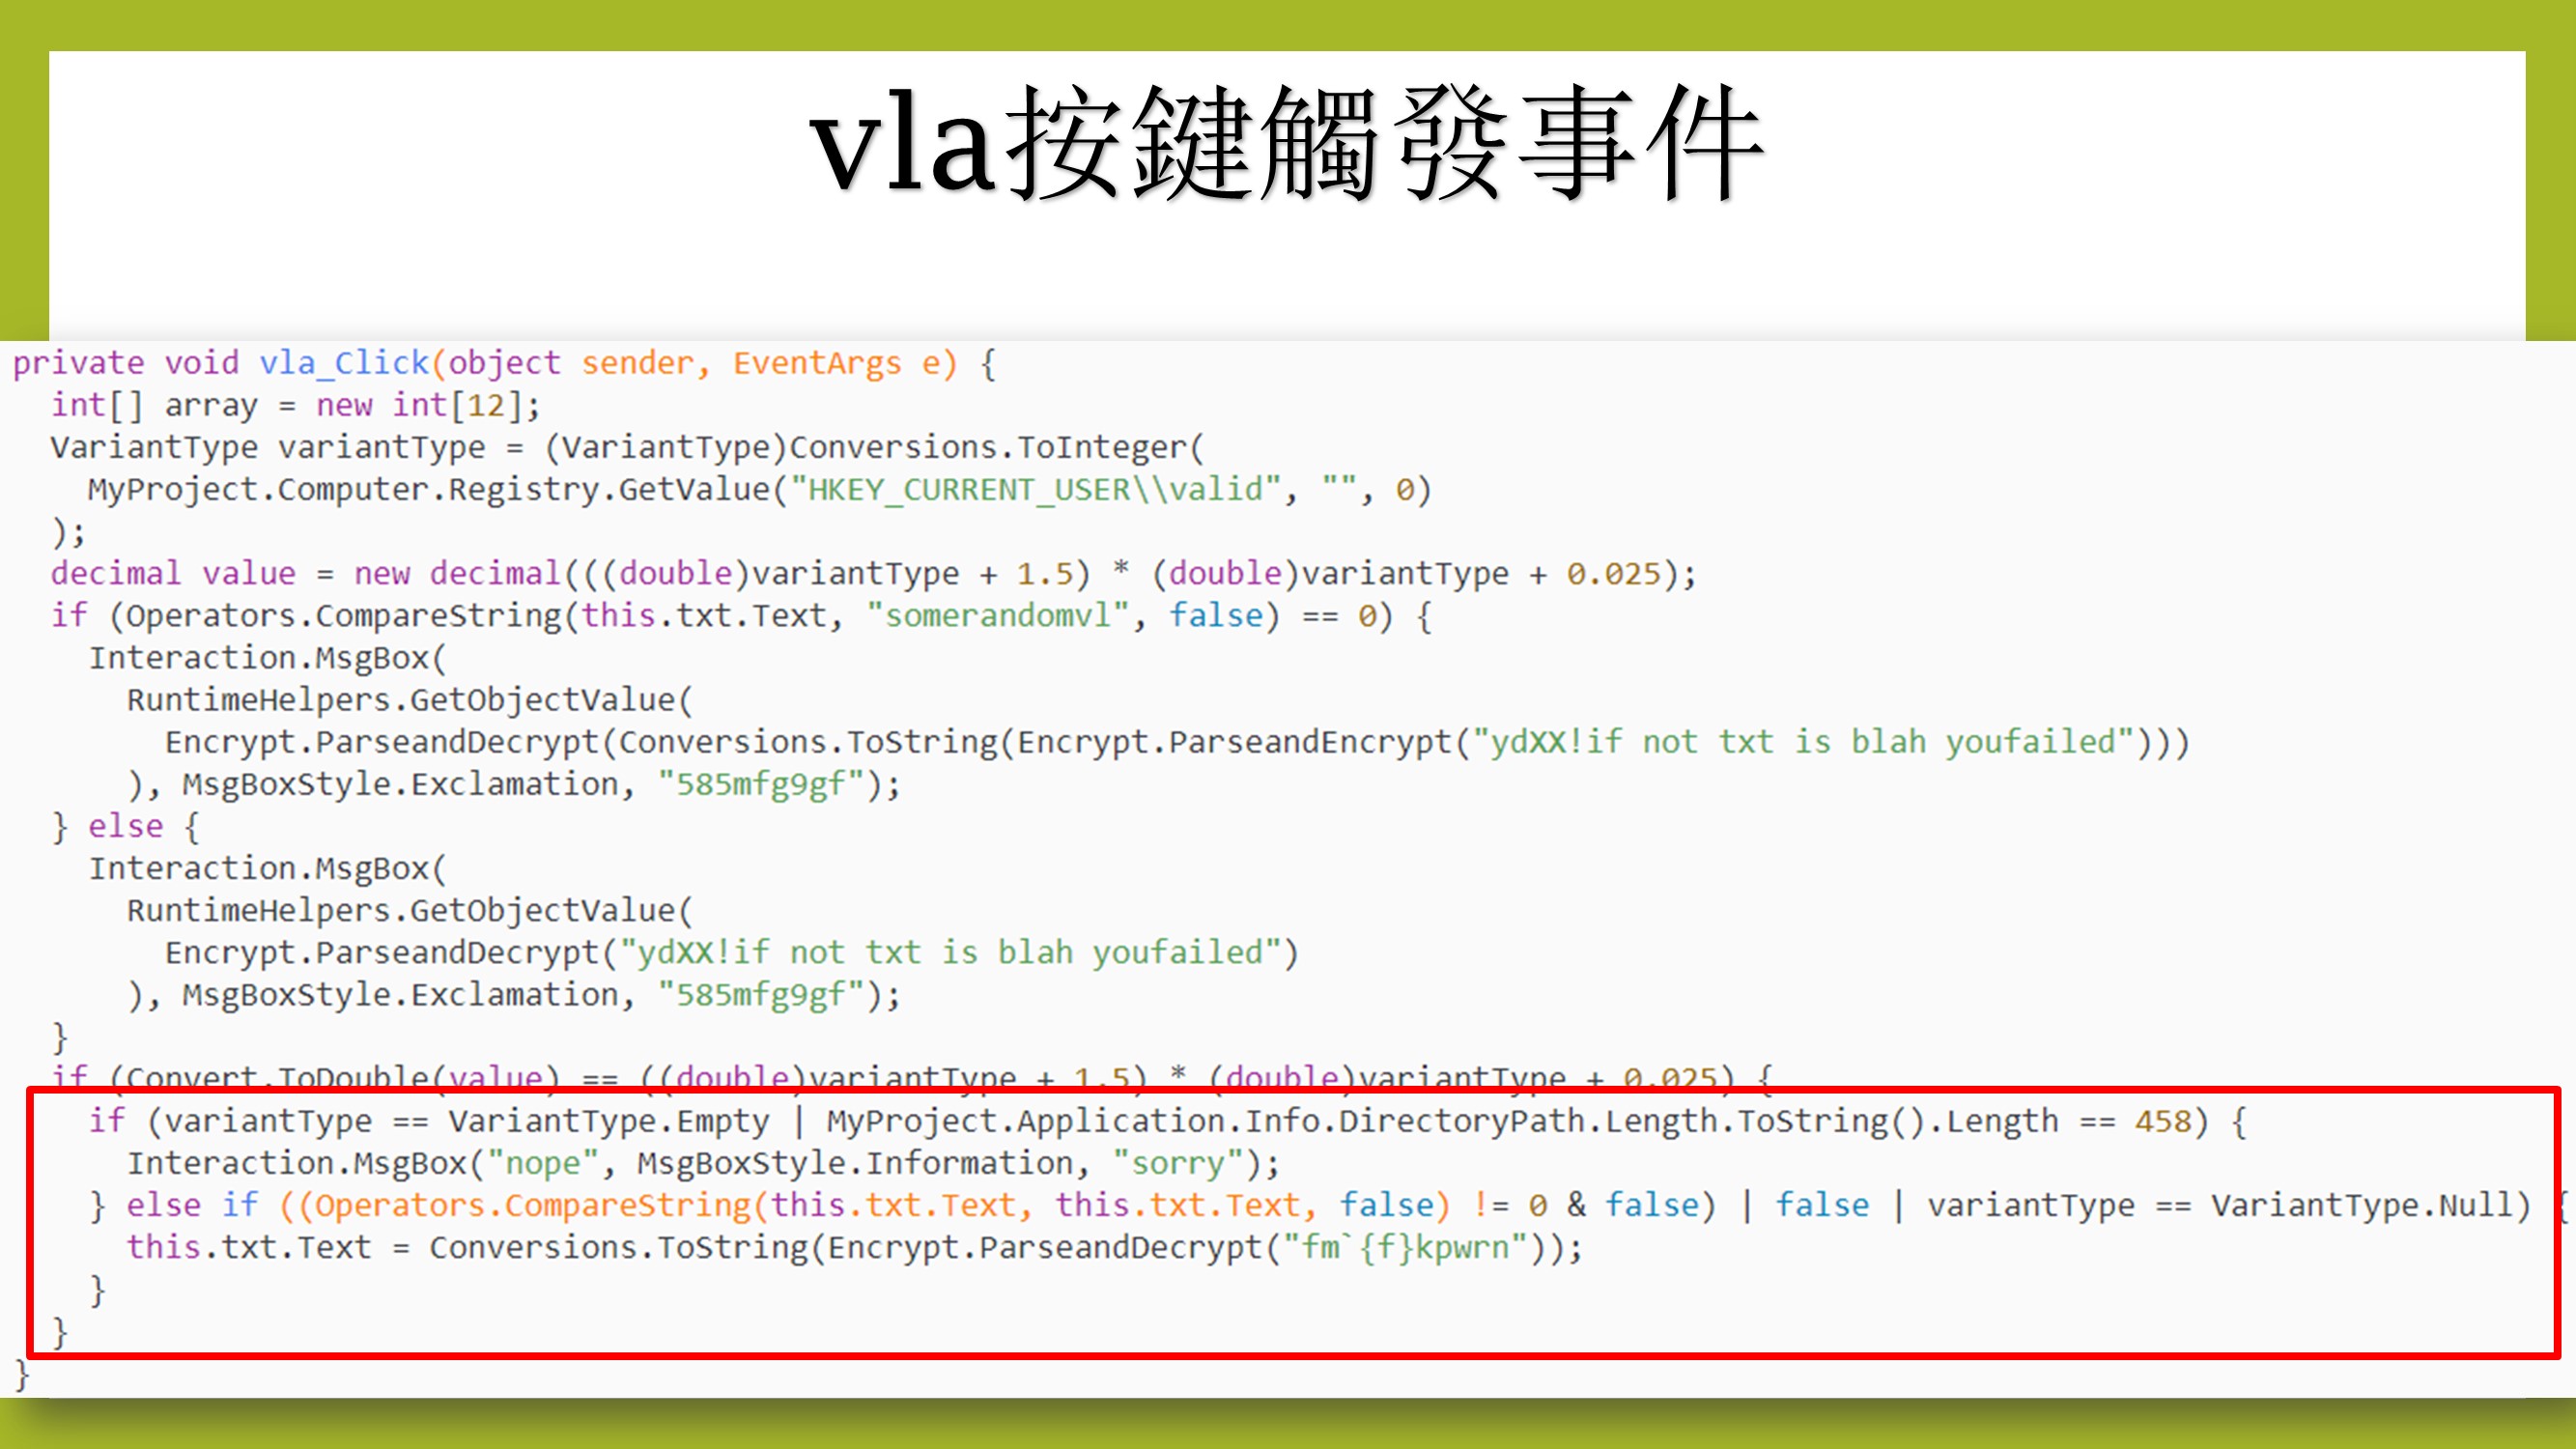 vla按鍵觸發事件
private void vla_Click(object sender, EventArgs e) {
  int[] array = new int[12];
  VariantType variantType = (VariantType)Conversions.ToInteger(
    MyProject.Computer.Registry.GetValue("HKEY_CURRENT_USER\\valid", "", 0)
  );
  decimal value = new decimal(((double)variantType + 1.5) * (double)variantType + 0.025);
  if (Operators.CompareString(this.txt.Text, "somerandomvl", false) == 0) {
    Interaction.MsgBox(
      RuntimeHelpers.GetObjectValue(
        Encrypt.ParseandDecrypt(Conversions.ToString(Encrypt.ParseandEncrypt("ydXX!if not txt is blah youfailed")))
      ), MsgBoxStyle.Exclamation, "585mfg9gf");
  } else {
    Interaction.MsgBox(
      RuntimeHelpers.GetObjectValue(
        Encrypt.ParseandDecrypt("ydXX!if not txt is blah youfailed")
      ), MsgBoxStyle.Exclamation, "585mfg9gf");
  }
  if (Convert.ToDouble(value) == ((double)variantType + 1.5) * (double)variantType + 0.025) {
    if (variantType == VariantType.Empty | MyProject.Application.Info.DirectoryPath.Length.ToString().Length == 458) {
      Interaction.MsgBox("nope", MsgBoxStyle.Information, "sorry");
    } else if ((Operators.CompareString(this.txt.Text, this.txt.Text, false) != 0 & false) | false | variantType == VariantType.Null) {
      this.txt.Text = Conversions.ToString(Encrypt.ParseandDecrypt("fm`{f}kpwrn"));
    }
  }
}